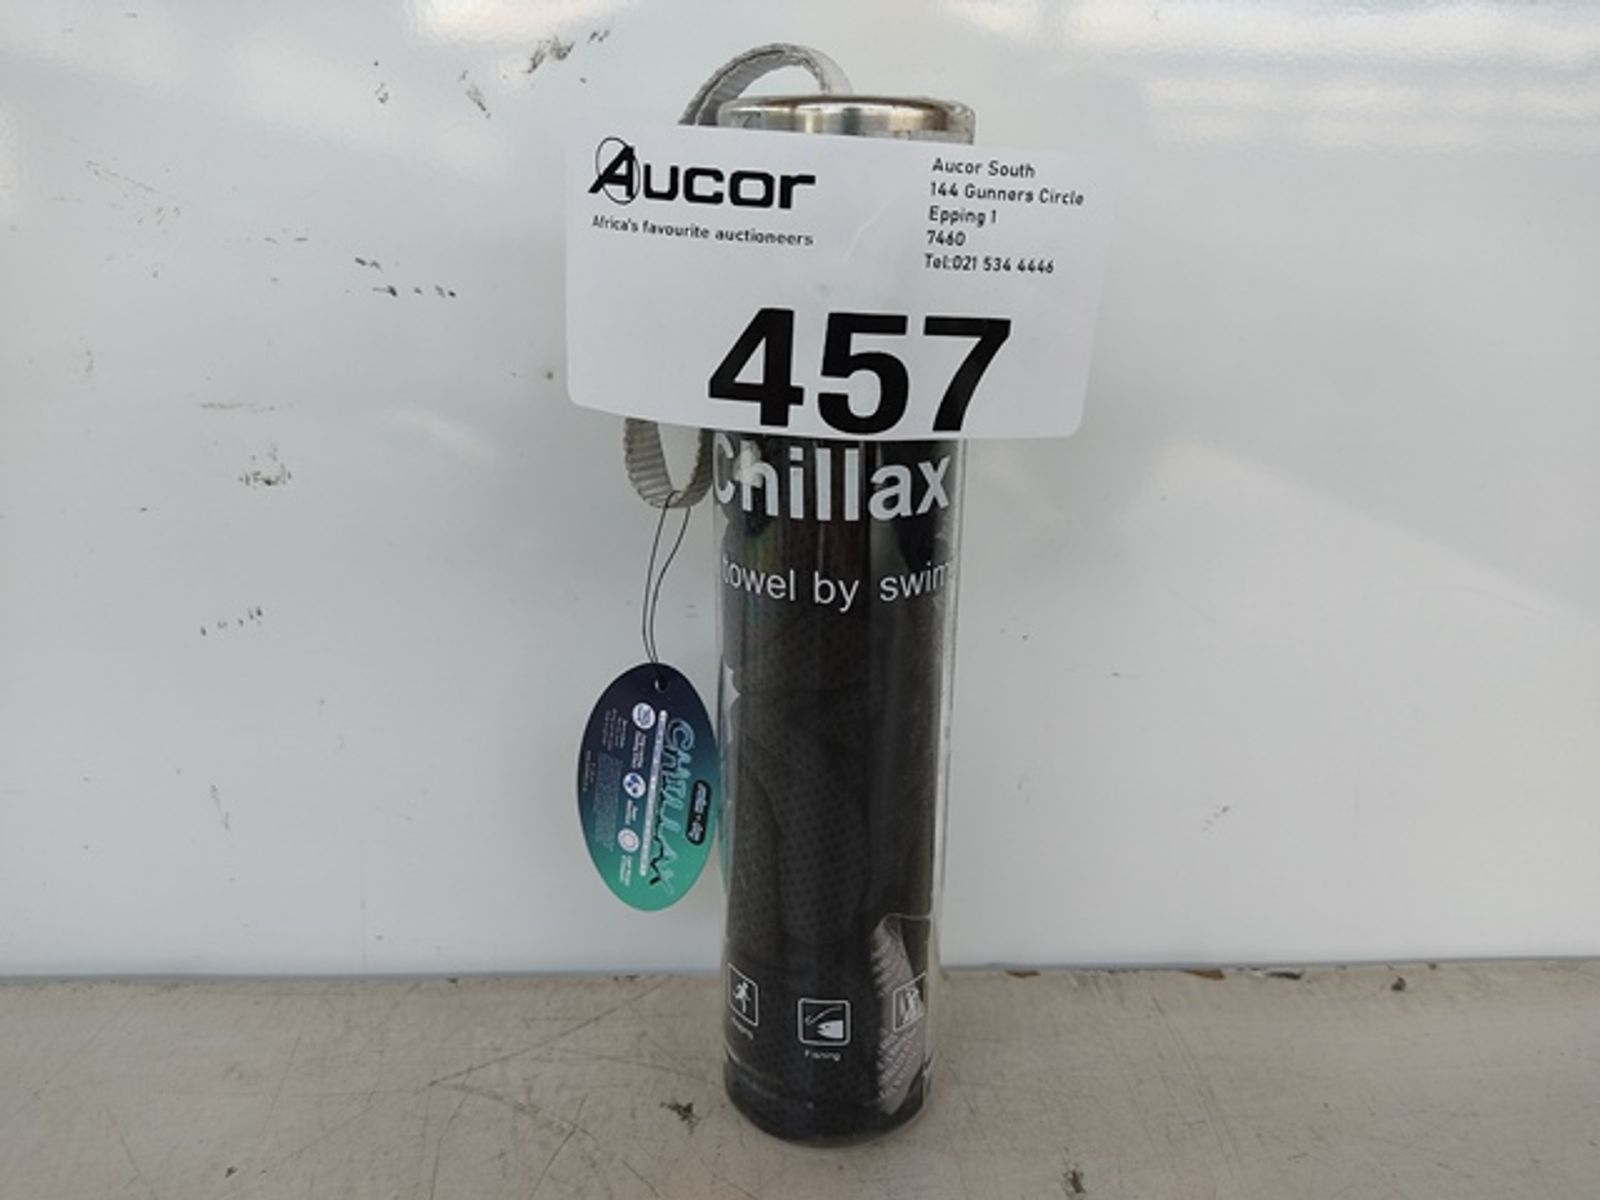 Aucor
Africa's favourite auctioneers
Aucor South
144 Gunners Circle
Epping 1
7460
Tel:021 534 4446
457
Chillax
towel by swim
CHILLAX
Fishing